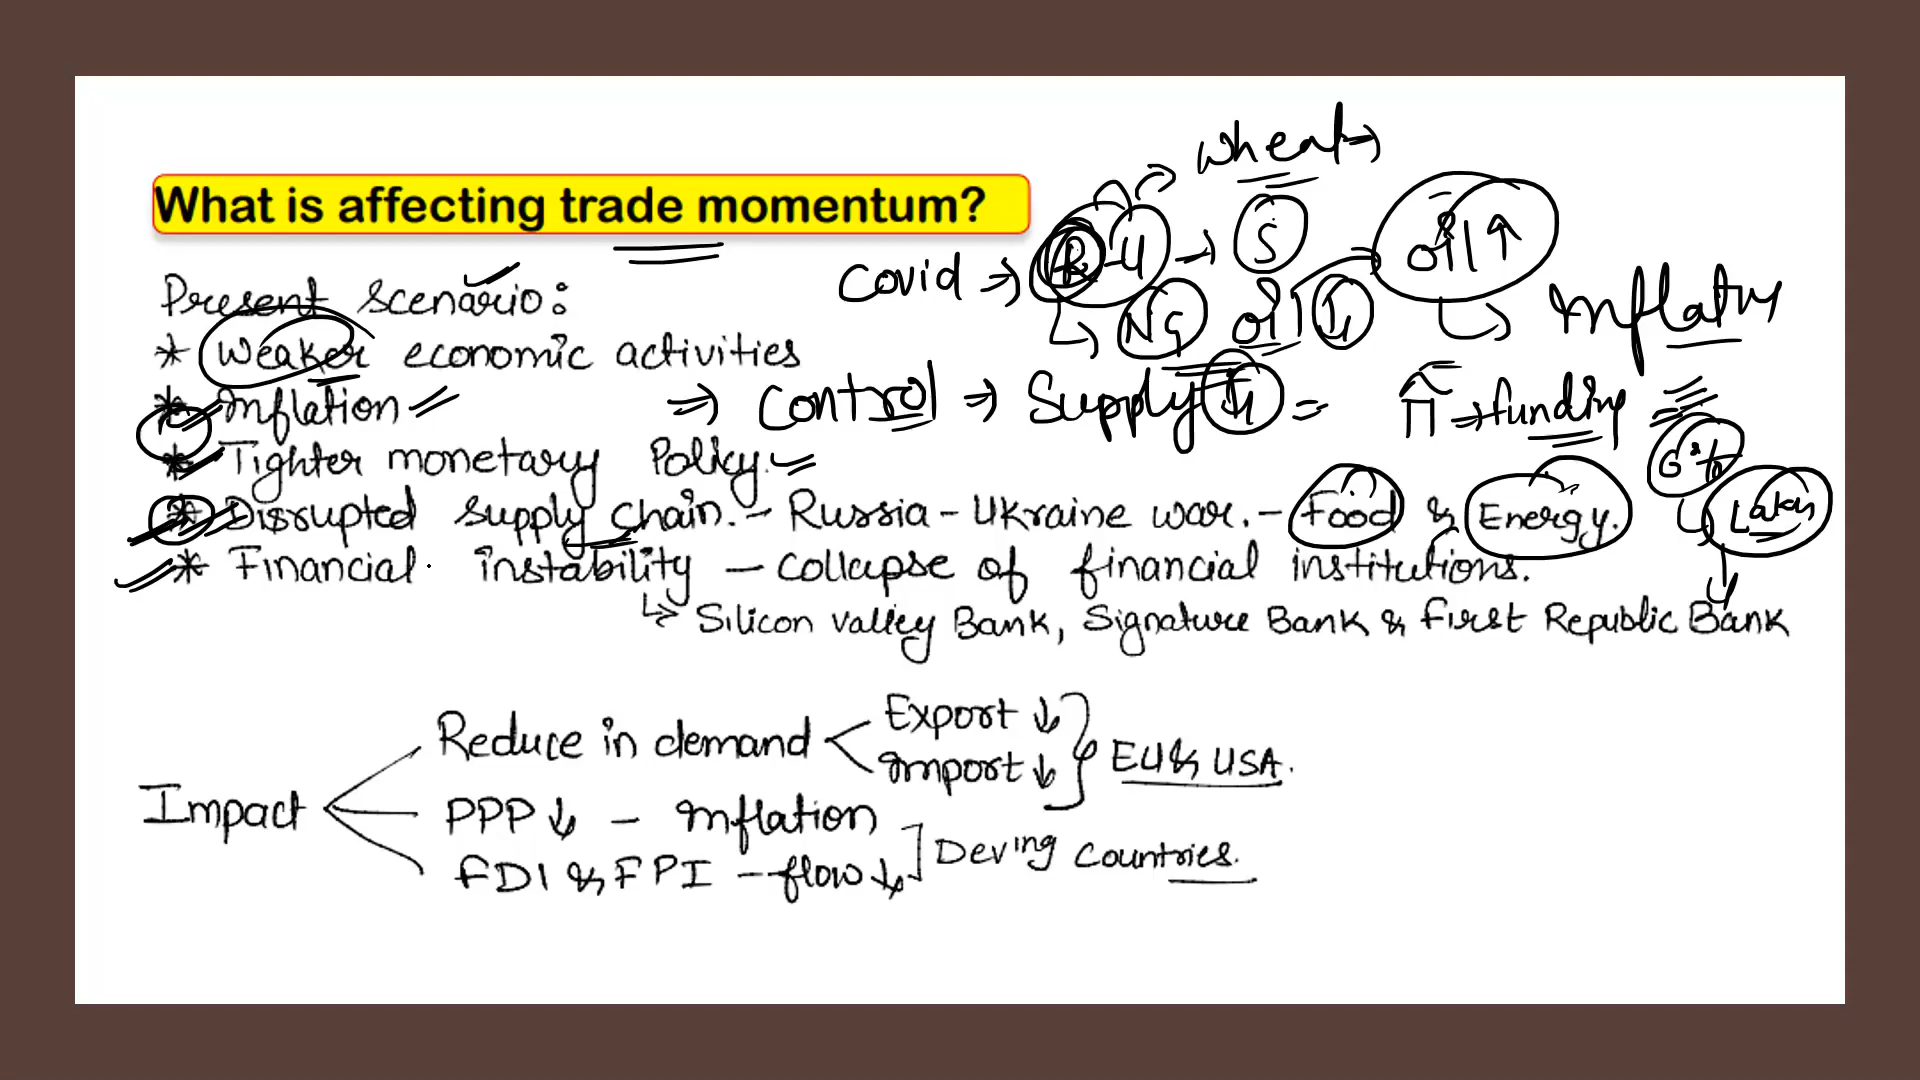 What is affecting trade momentum?
wheat →
Covid → R-U → S
oil ↑
↳ NG oil ↓
↳ Inflation
Present scenario:
* Weaker economic activities
* Inflation ⇒ Control → Supply ↓ = → funding
* Tighter monetary Policy.
* Disrupted supply chain. - Russia - Ukraine war. - Food & Energy.
* Financial instability - collapse of financial institutions.
↳ Silicon valley Bank, Signature Bank & First Republic Bank
Impact
Reduce in demand < Export ↓ Import ↓ } EU & USA.
PPP ↓ - Inflation
FDI & FPI - flow ↓ ] Dev'ing Countries.